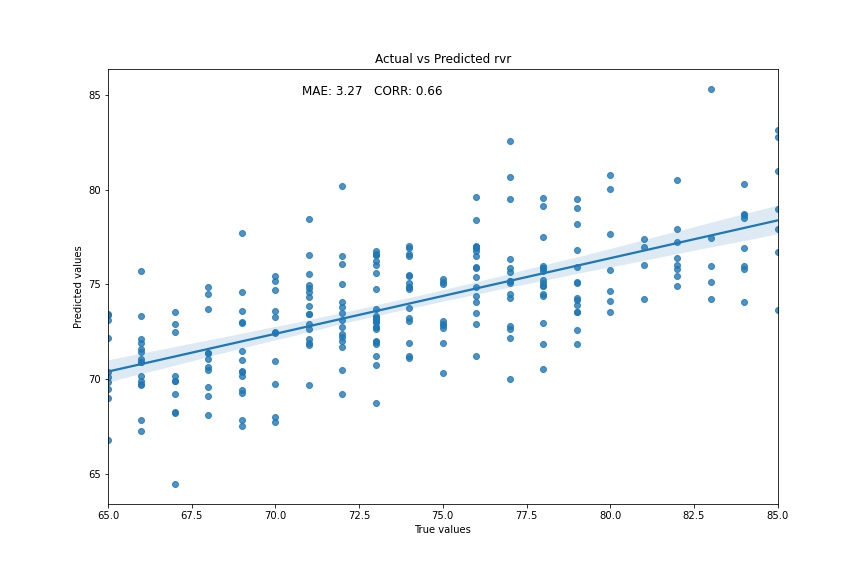 Actual vs Predicted rvr
MAE: 3.27   CORR: 0.66
85
80
75
70
65
Predicted values
65.0 67.5 70.0 72.5 75.0 77.5 80.0 82.5 85.0
True values